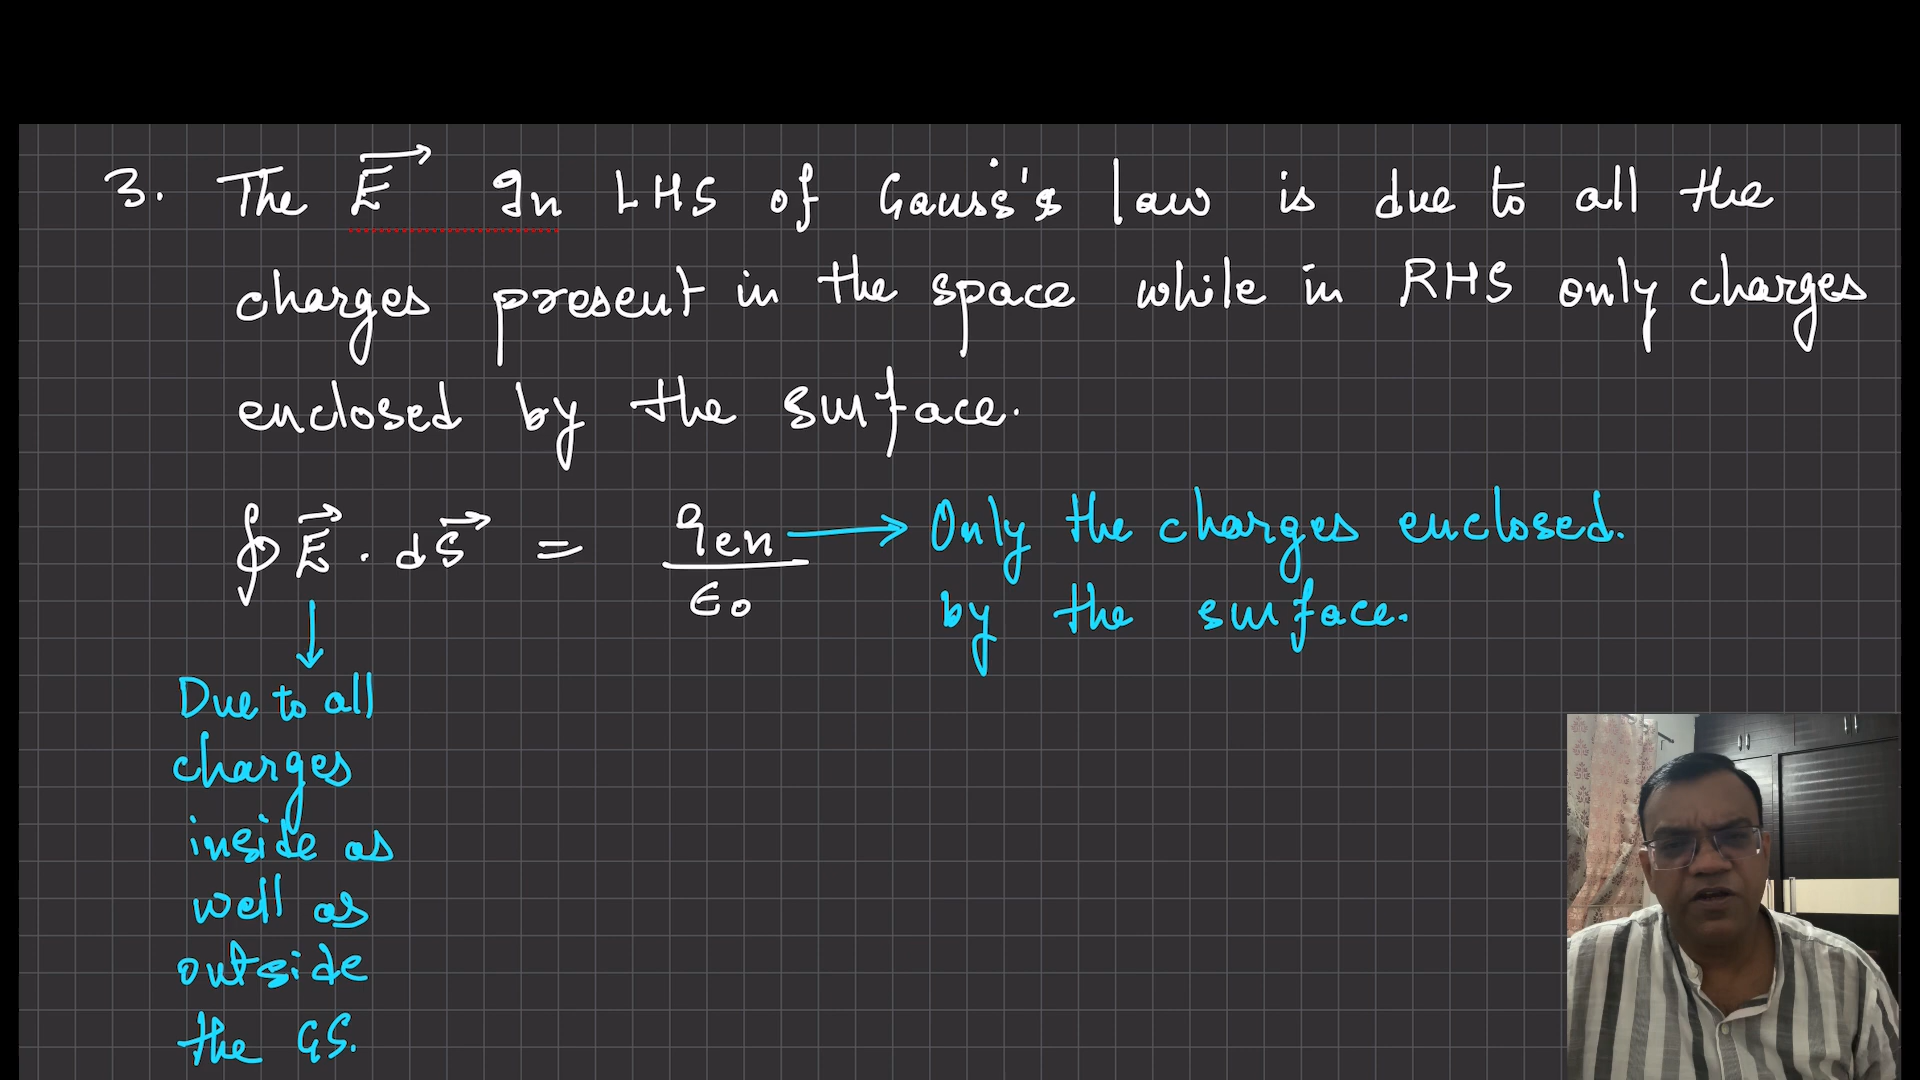 3. The E⃗ In LHS of Gauss's law is due to all the
charges present in the space while in RHS only charges
enclosed by the surface.
∮ E⃗ . dS⃗ = qen/ε0 → Only the charges enclosed.
by the surface.
↓
Due to all
charges
inside as
well as
outside
the GS.